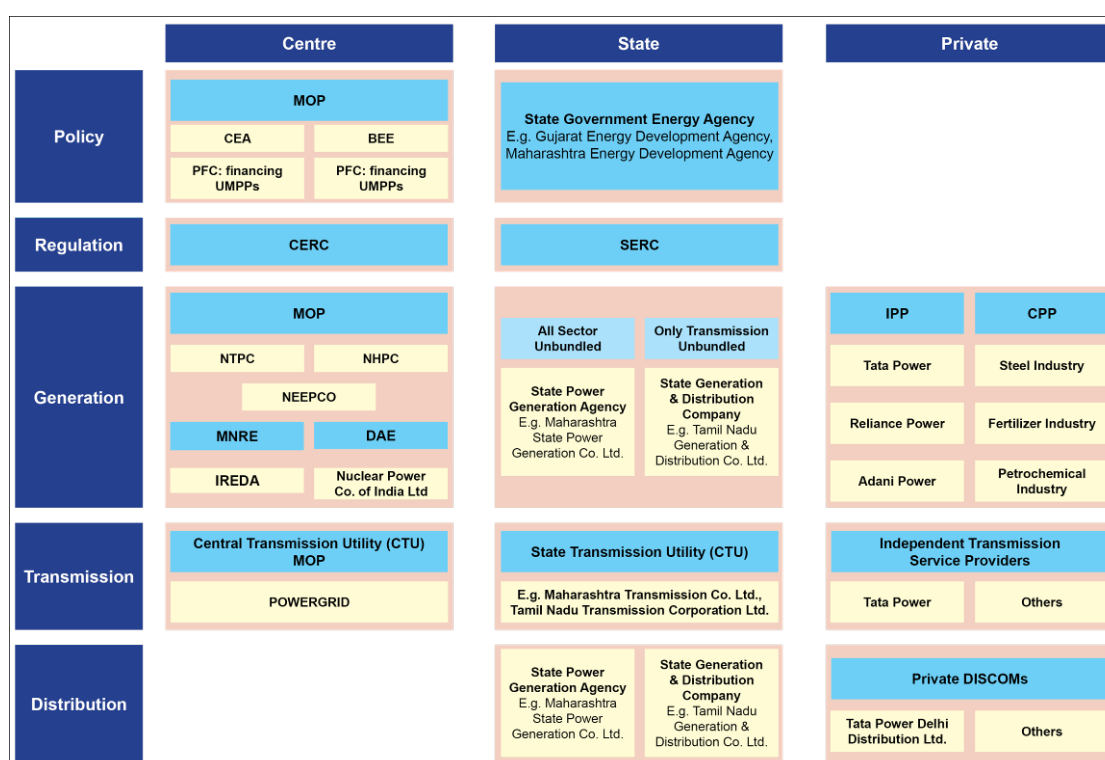 Centre
State
Private
Policy
MOP
CEA
BEE
PFC: financing
UMPPs
PFC: financing
UMPPs
State Government Energy Agency
E.g. Gujarat Energy Development Agency,
Maharashtra Energy Development Agency
Regulation
CERC
SERC
Generation
MOP
NTPC
NHPC
NEEPCO
MNRE
DAE
IREDA
Nuclear Power
Co. of India Ltd
All Sector
Unbundled
Only Transmission
Unbundled
State Power
Generation Agency
E.g. Maharashtra
State Power
Generation Co. Ltd.
State Generation
& Distribution
Company
E.g. Tamil Nadu
Generation &
Distribution Co. Ltd.
IPP
CPP
Tata Power
Steel Industry
Reliance Power
Fertilizer Industry
Adani Power
Petrochemical
Industry
Transmission
Central Transmission Utility (CTU)
MOP
POWERGRID
State Transmission Utility (CTU)
E.g. Maharashtra Transmission Co. Ltd.,
Tamil Nadu Transmission Corporation Ltd.
Independent Transmission
Service Providers
Tata Power
Others
Distribution
State Power
Generation Agency
E.g. Maharashtra
State Power
Generation Co. Ltd.
State Generation
& Distribution
Company
E.g. Tamil Nadu
Generation &
Distribution Co. Ltd.
Private DISCOMs
Tata Power Delhi
Distribution Ltd.
Others